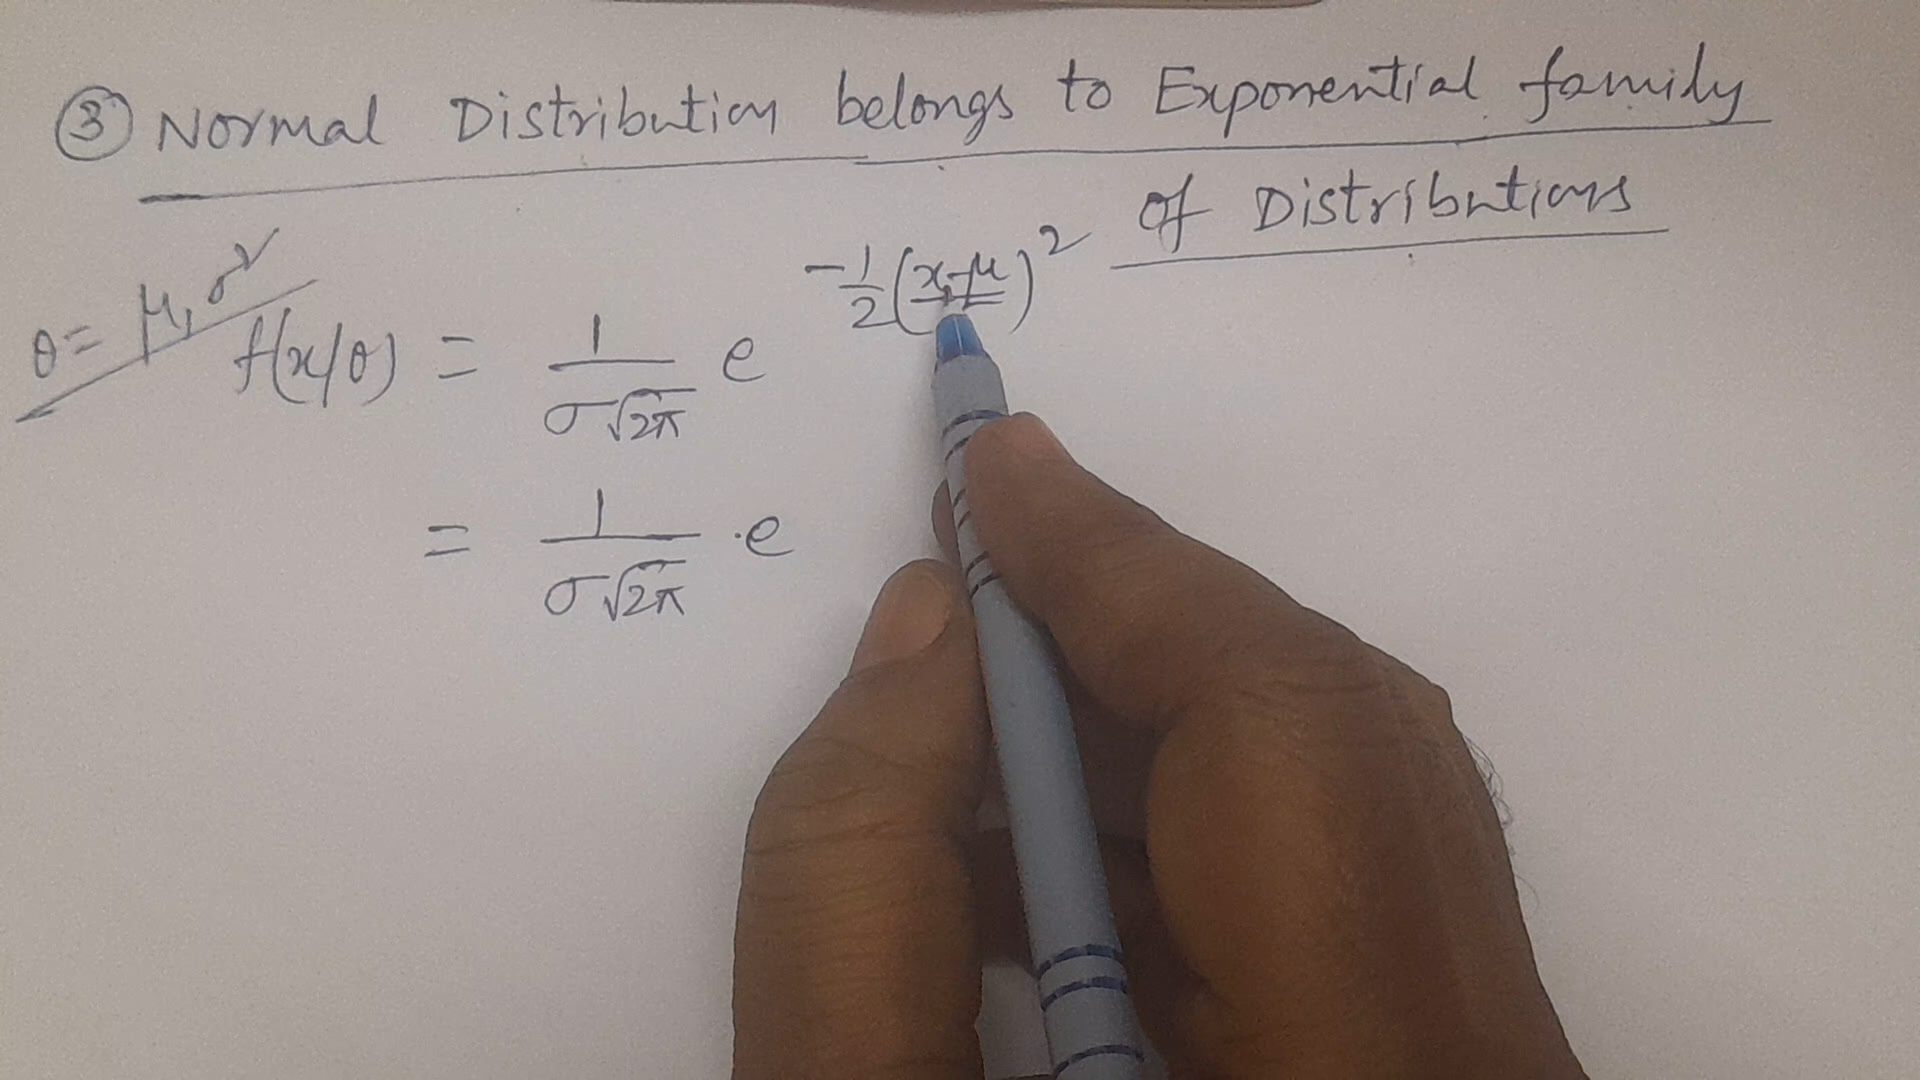 ③ Normal Distribution belongs to Exponential family
of Distributions
θ = μ, σ²
f(x/θ) = 1/(σ√2π) e^(-1/2 (x-μ)²
= 1/(σ√2π) · e